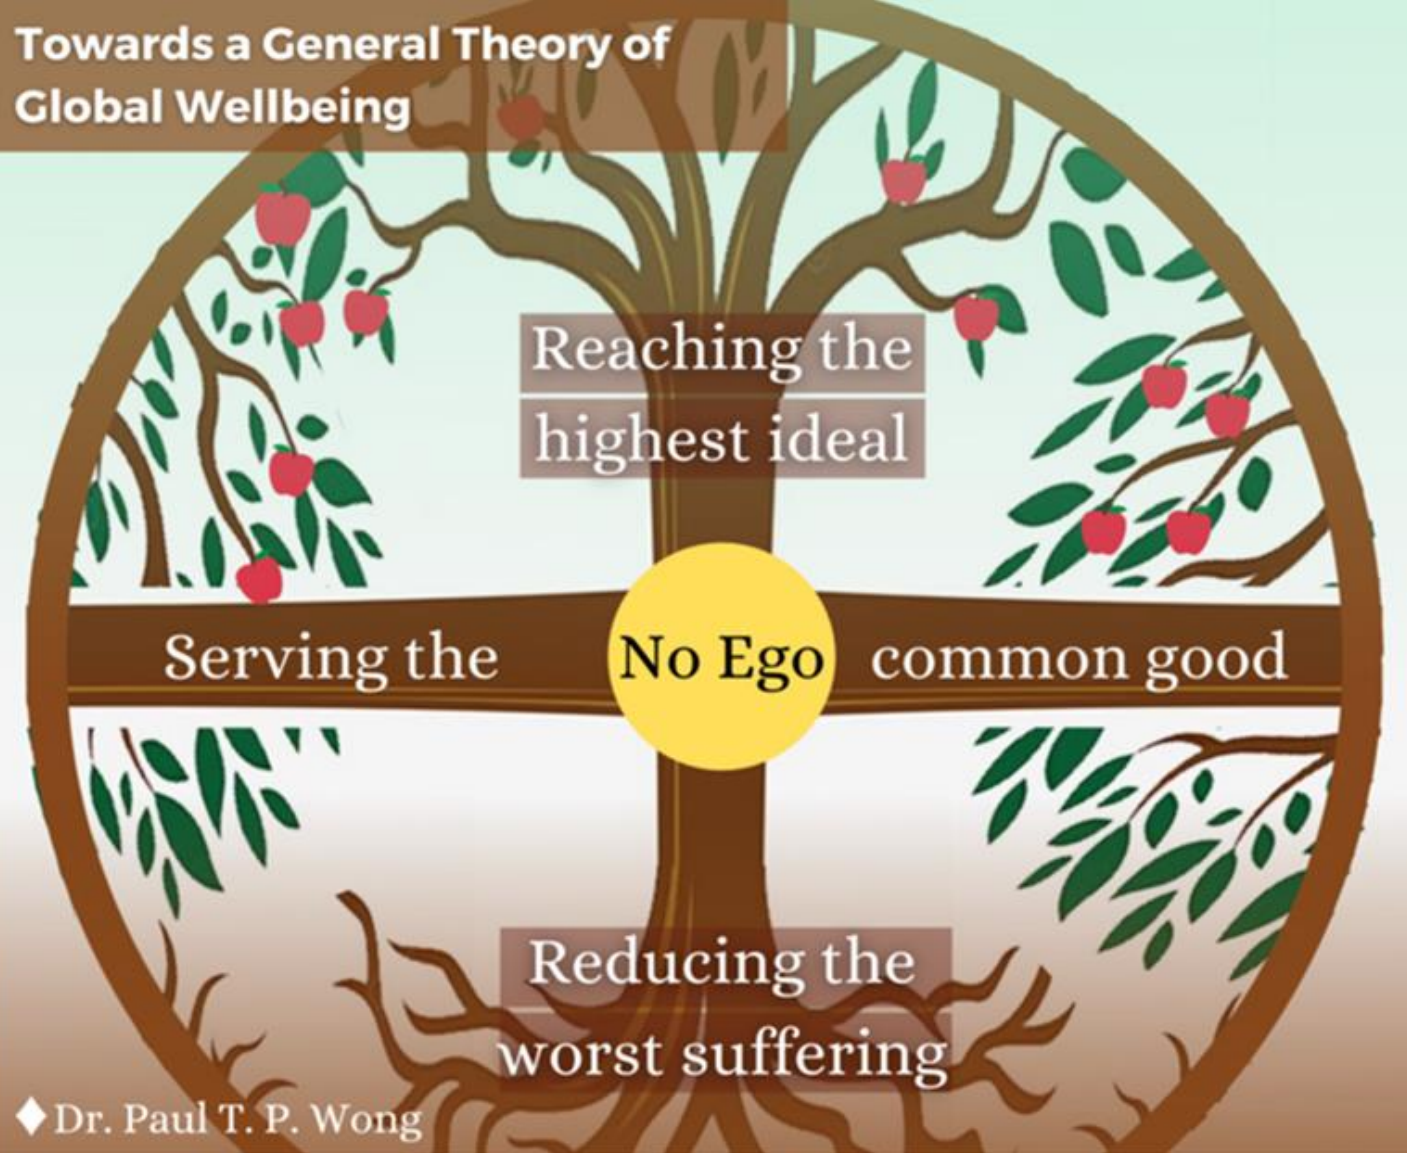 Towards a General Theory of
Global Wellbeing
Reaching the
highest ideal
Serving the No Ego common good
Reducing the
worst suffering
Dr. Paul T. P. Wong